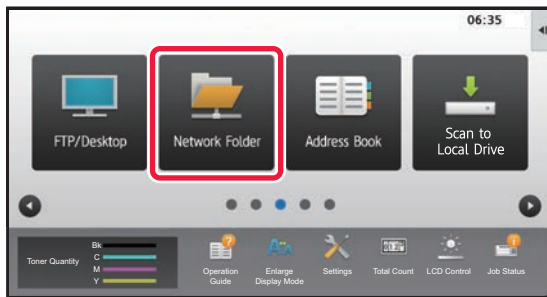 06:35
FTP/Desktop
Network Folder
Address Book
Scan to
Local Drive
Toner Quantity
Bk
C
M
Y
Operation
Guide
Enlarge
Display Mode
Settings
Total Count
LCD Control
Job Status